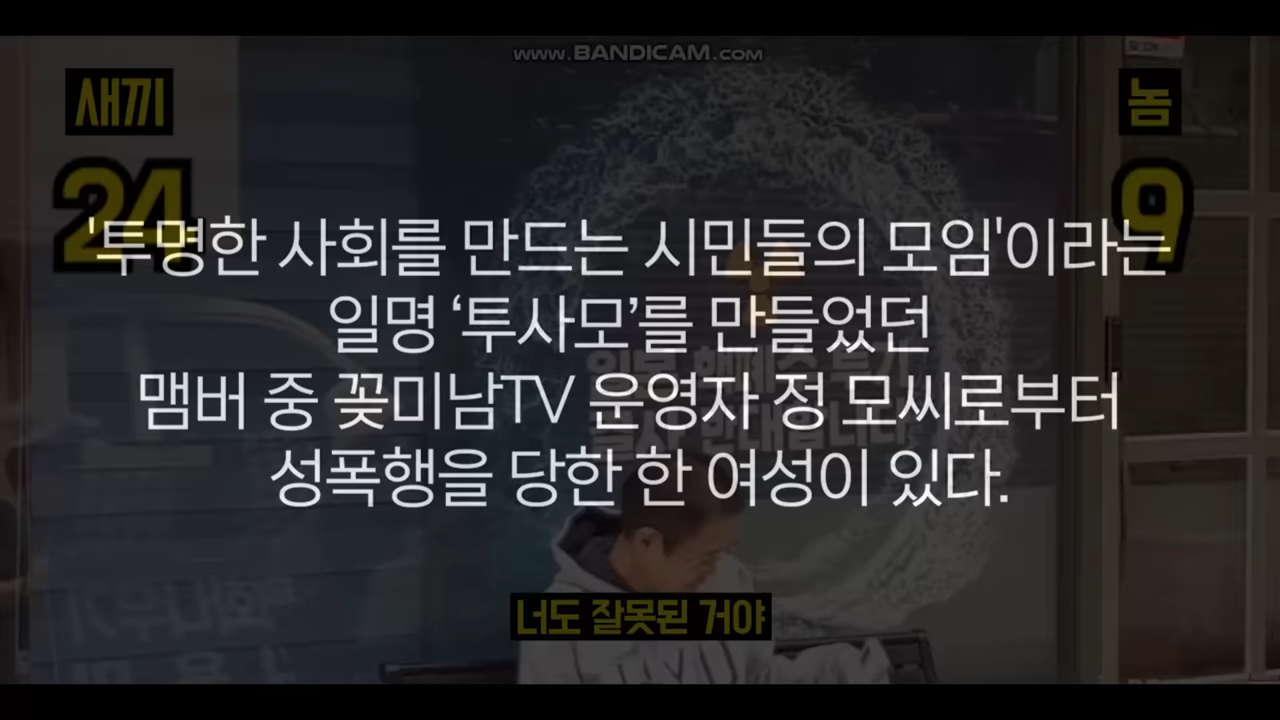 www.BANDICAM.com
새끼
놈
24
9
'투명한 사회를 만드는 시민들의 모임'이라는
일명 ‘투사모’를 만들었던
맴버 중 꽃미남TV 운영자 정 모씨로부터
성폭행을 당한 한 여성이 있다.
너도 잘못된 거야